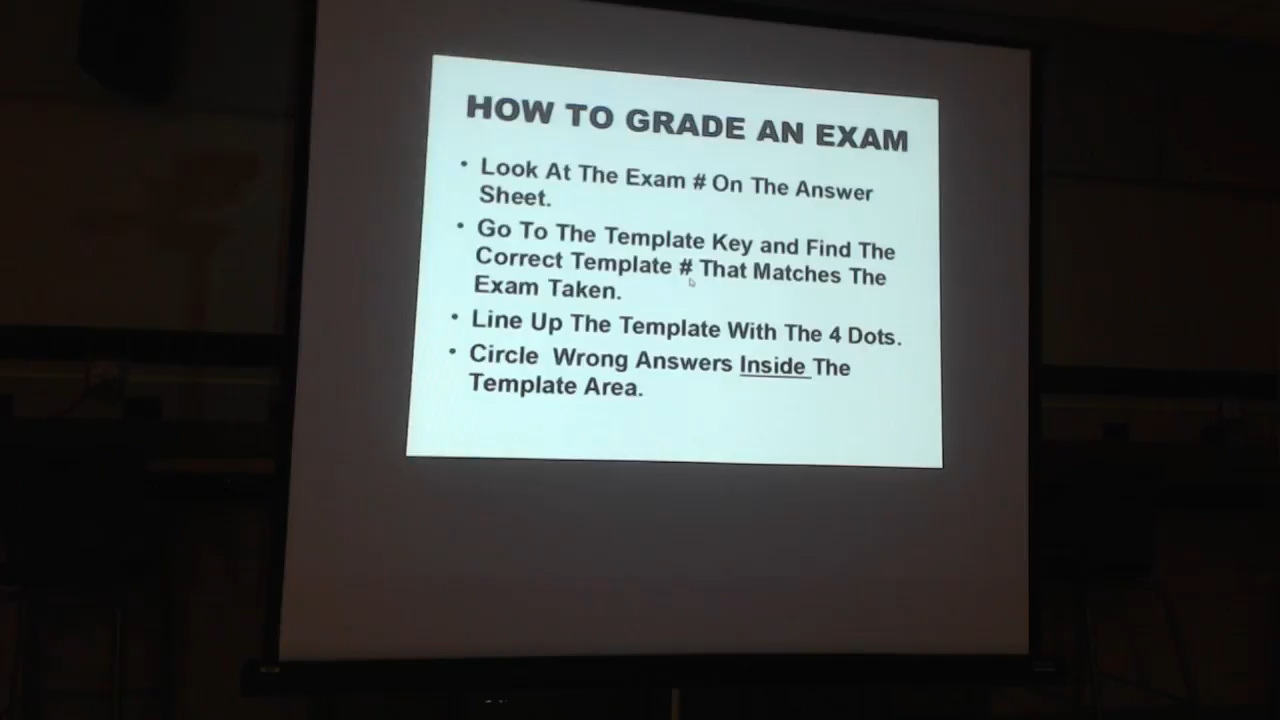 HOW TO GRADE AN EXAM
• Look At The Exam # On The Answer
Sheet.
• Go To The Template Key and Find The
Correct Template # That Matches The
Exam Taken.
• Line Up The Template With The 4 Dots.
• Circle Wrong Answers Inside The
Template Area.